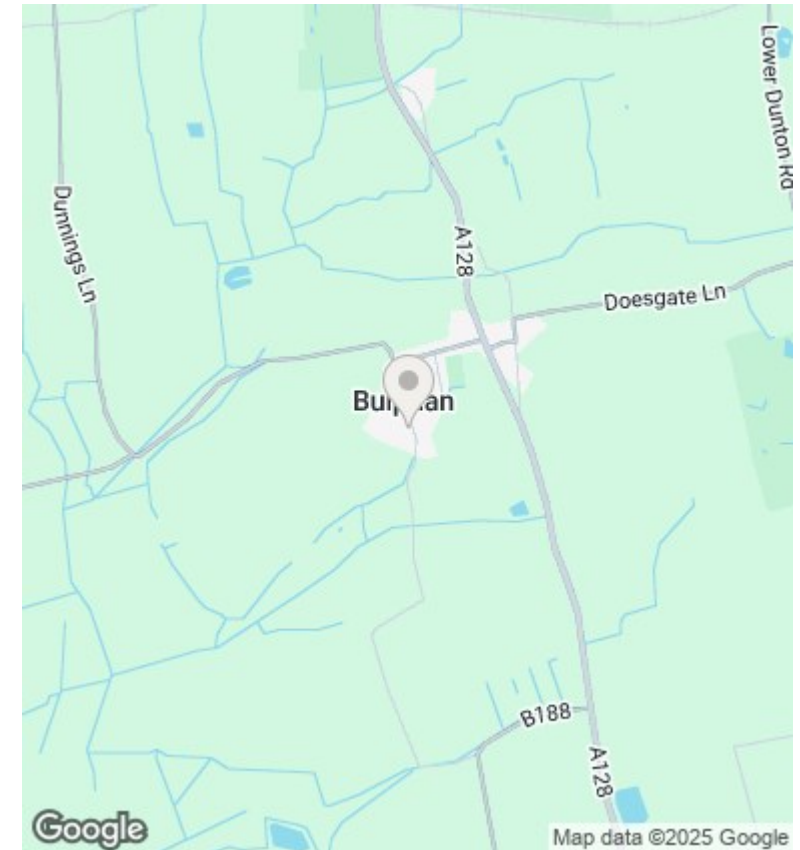 Lower Dunton Rd
Dunnings Ln
A128
Doesgate Ln
B188
A128
Google
Map data ©2025 Google